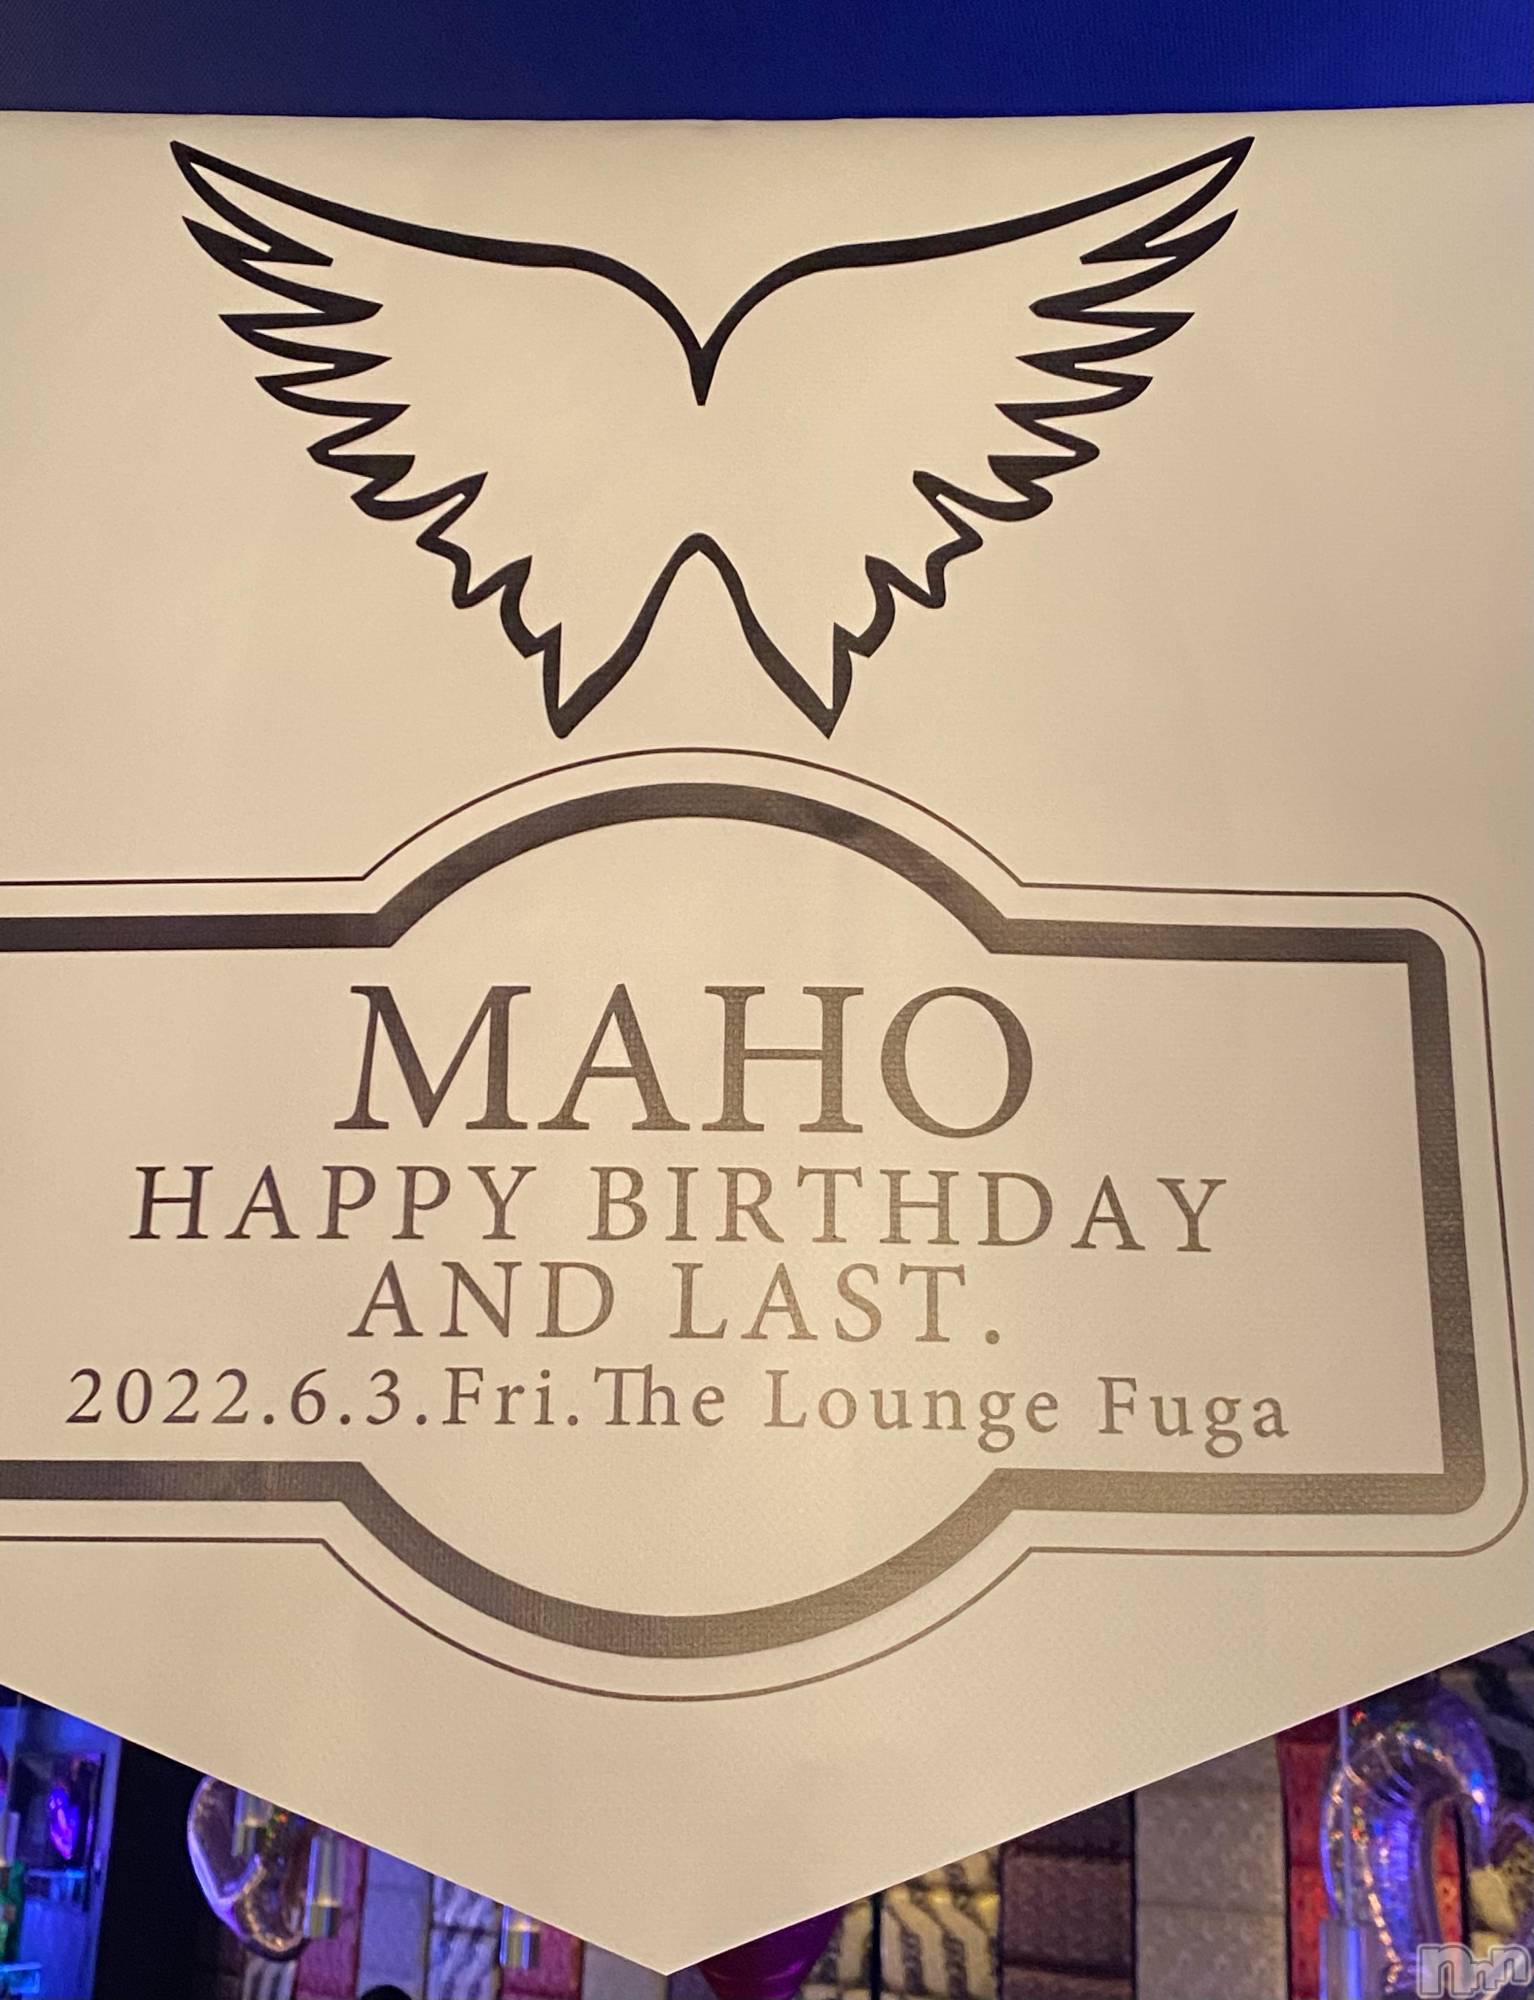 MAHO
HAPPY BIRTHDAY
AND LAST.
2022.6.3.Fri.The Lounge Fuga